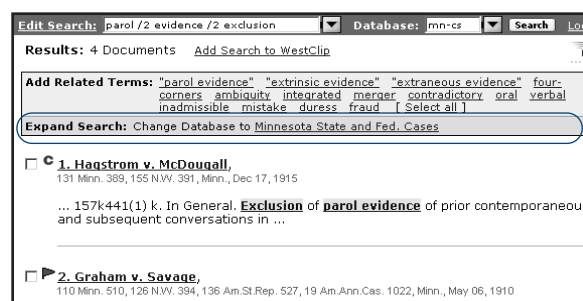 Edit Search: parol /2 evidence /2 exclusion Database: mn-cs Search
Results: 4 Documents Add Search to WestClip
Add Related Terms: "parol evidence" "extrinsic evidence" "extraneous evidence" four-
corners ambiguity integrated merger contradictory oral verbal
inadmissible mistake duress fraud [ Select all ]
Expand Search: Change Database to Minnesota State and Fed. Cases
C 1. Hagstrom v. McDougall,
131 Minn. 389, 155 N.W. 391, Minn., Dec 17, 1915
... 157k441(1) k. In General. Exclusion of parol evidence of prior contemporaneou
and subsequent conversations in ...
2. Graham v. Savage,
110 Minn. 510, 126 N.W. 394, 136 Am.St.Rep. 527, 19 Am.Ann.Cas. 1022, Minn., May 06, 1910